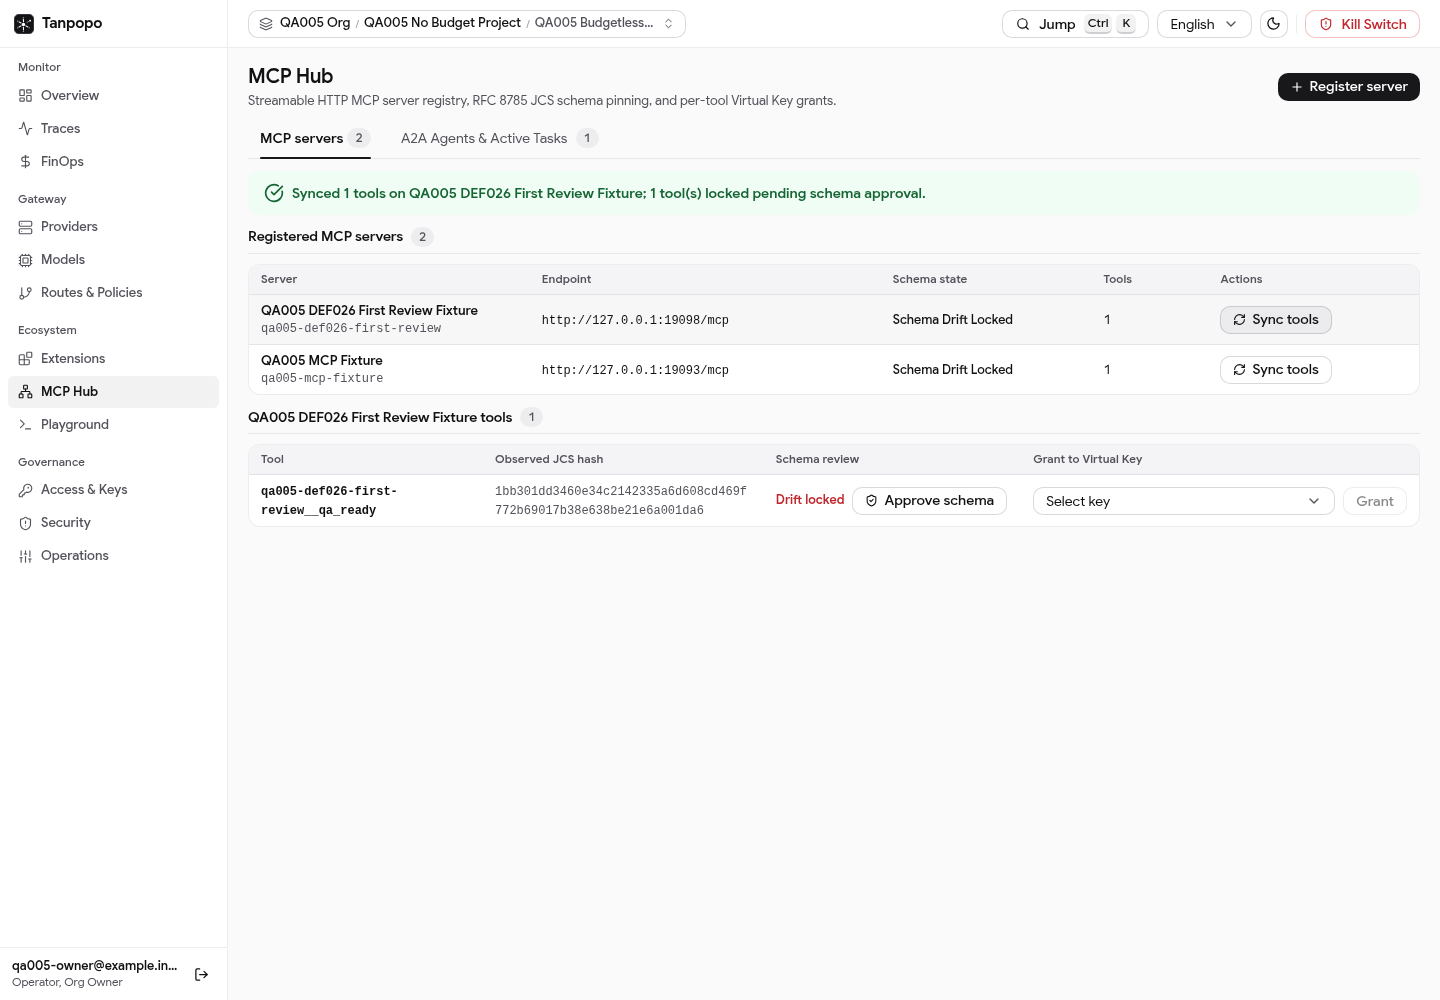 Tanpopo
QA005 Org / QA005 No Budget Project / QA005 Budgetless...
Jump Ctrl K
English
Kill Switch
Monitor
Overview
Traces
FinOps
Gateway
Providers
Models
Routes & Policies
Ecosystem
Extensions
MCP Hub
Playground
Governance
Access & Keys
Security
Operations
qa005-owner@example.in...
Operator, Org Owner
MCP Hub
Streamable HTTP MCP server registry, RFC 8785 JCS schema pinning, and per-tool Virtual Key grants.
Register server
MCP servers 2
A2A Agents & Active Tasks 1
Synced 1 tools on QA005 DEF026 First Review Fixture; 1 tool(s) locked pending schema approval.
Registered MCP servers 2
Server Endpoint Schema state Tools Actions
QA005 DEF026 First Review Fixture
qa005-def026-first-review
http://127.0.0.1:19098/mcp
Schema Drift Locked
1
Sync tools
QA005 MCP Fixture
qa005-mcp-fixture
http://127.0.0.1:19093/mcp
Schema Drift Locked
1
Sync tools
QA005 DEF026 First Review Fixture tools 1
Tool Observed JCS hash Schema review Grant to Virtual Key
qa005-def026-first-
review__qa_ready
1bb301dd3460e34c2142335a6d608cd469f
772b69017b38e638be21e6a001da6
Drift locked
Approve schema
Select key
Grant